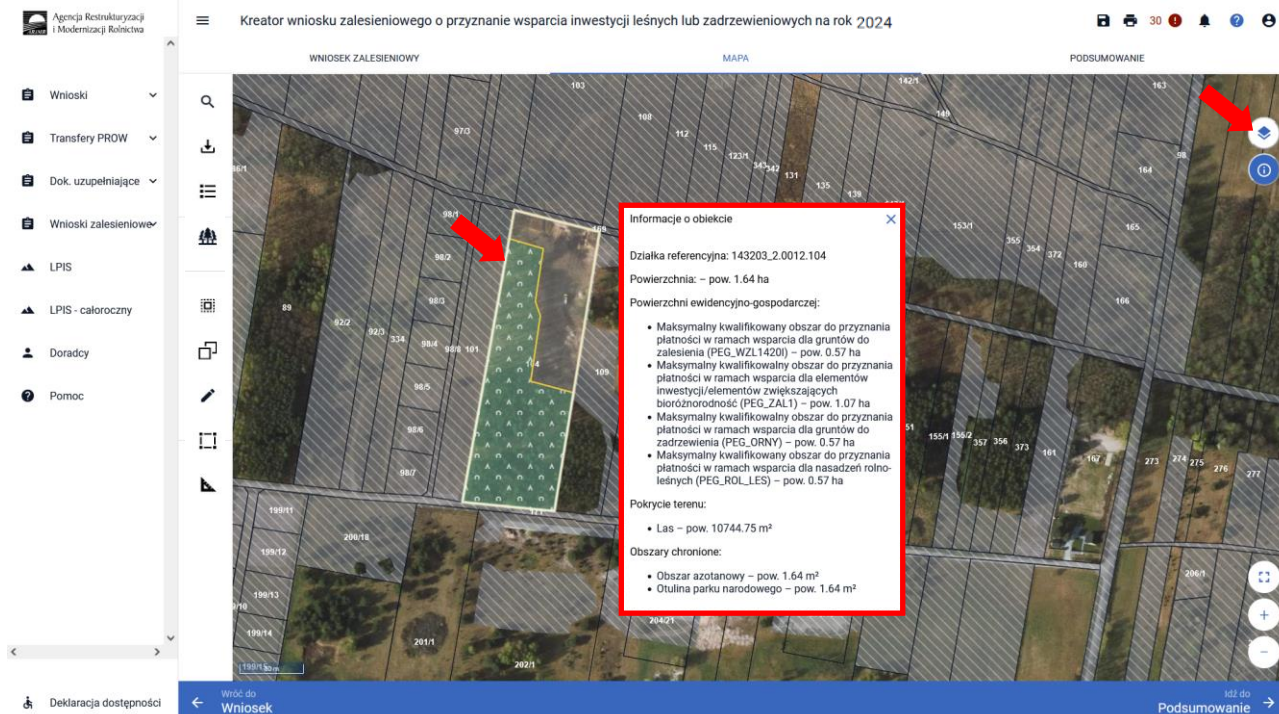 Agencja Restrukturyzacji
i Modernizacji Rolnictwa
Kreator wniosku zalesieniowego o przyznanie wsparcia inwestycji leśnych lub zadrzewieniowych na rok 2024
30
WNIOSEK ZALESIENIOWY
MAPA
PODSUMOWANIE
Wnioski
Transfery PROW
Dok. uzupełniające
Wnioski zalesieniowe
LPIS
LPIS - całoroczny
Doradcy
Pomoc
Deklaracja dostępności
103
142/1
163
108
149
97/3
112
115
123/1
343
342
131
135
139
98
164
98/1
169
153/1
165
98/2
355
354
372
160
98/3
166
89
92/2
92/3
334
98/4
98/8
101
104
109
98/5
98/6
155/1
155/2
357
356
373
161
167
273
274
275
276
277
98/7
199/11
200/18
199/12
199/13
206/1
204/21
199/14
201/1
202/1
Informacje o obiekcie
Działka referencyjna: 143203_2.0012.104
Powierzchnia: – pow. 1.64 ha
Powierzchni ewidencyjno-gospodarczej:
• Maksymalny kwalifikowany obszar do przyznania
płatności w ramach wsparcia dla gruntów do
zalesienia (PEG_WZL1420I) – pow. 0.57 ha
• Maksymalny kwalifikowany obszar do przyznania
płatności w ramach wsparcia dla elementów
inwestycji/elementów zwiększających
bioróżnorodność (PEG_ZAL1) – pow. 1.07 ha
• Maksymalny kwalifikowalny obszar do przyznania
płatności w ramach wsparcia dla gruntów do
zadrzewienia (PEG_ORNY) – pow. 0.57 ha
• Maksymalny kwalifikowany obszar do przyznania
płatności w ramach wsparcia dla nasadzeń rolno-
leśnych (PEG_ROL_LES) – pow. 0.57 ha
Pokrycie terenu:
• Las – pow. 10744.75 m²
Obszary chronione:
• Obszar azotanowy – pow. 1.64 m²
• Otulina parku narodowego – pow. 1.64 m²
Wróć do
Wniosek
Idź do
Podsumowanie